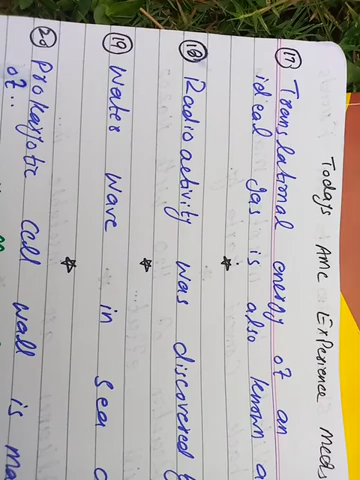 Todays AMC Experience Meds
(17) Translational energy of an
ideal gas is also known a
(18) Radioactivity was discovered b
(19) Water wave in sea
(20) Prokaryotic cell wall is ma
of..